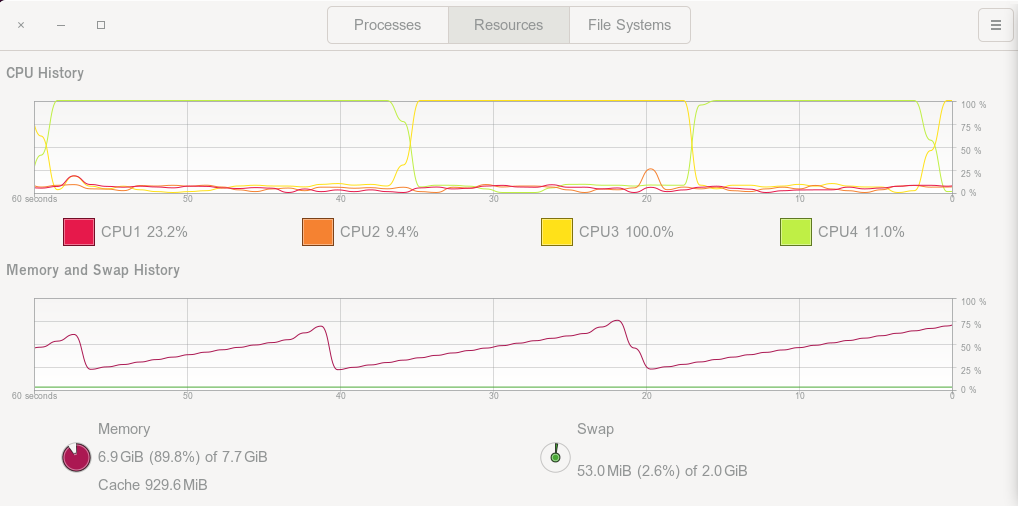 Processes Resources File Systems
CPU History
100 %
75 %
50 %
25 %
0 %
60 seconds 50 40 30 20 10 0
CPU1 23.2% CPU2 9.4% CPU3 100.0% CPU4 11.0%
Memory and Swap History
100 %
75 %
50 %
25 %
0 %
60 seconds 50 40 30 20 10 0
Memory Swap
6.9 GiB (89.8%) of 7.7 GiB
53.0 MiB (2.6%) of 2.0 GiB
Cache 929.6 MiB